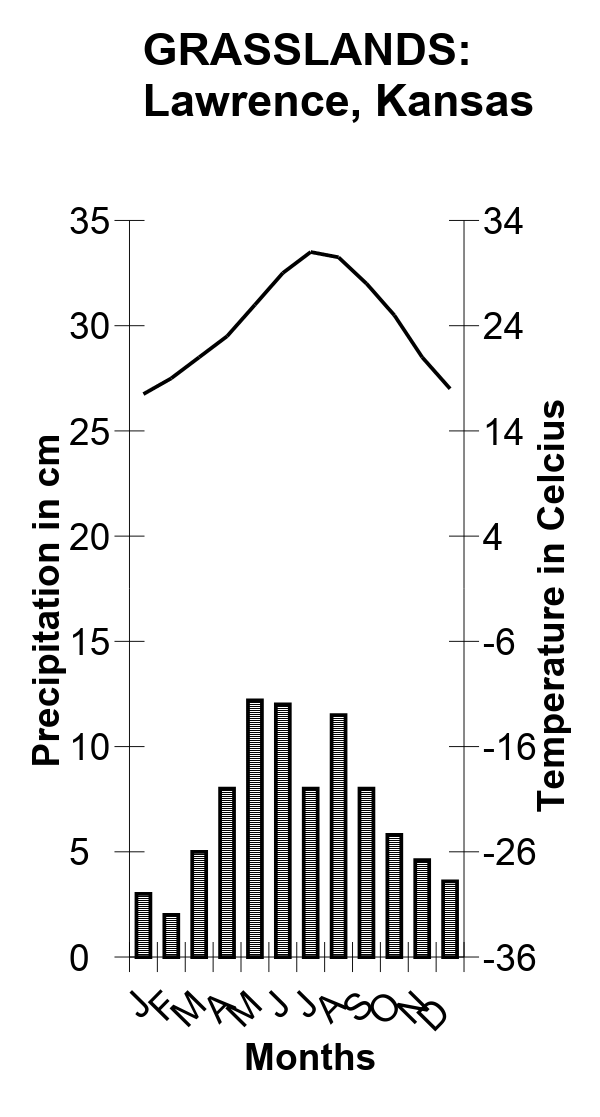 GRASSLANDS:
Lawrence, Kansas
35 34
30 24
25 14
20 4
15 -6
10 -16
5 -26
0 -36
Precipitation in cm
Temperature in Celcius
J F M A M J J A S O N D
Months